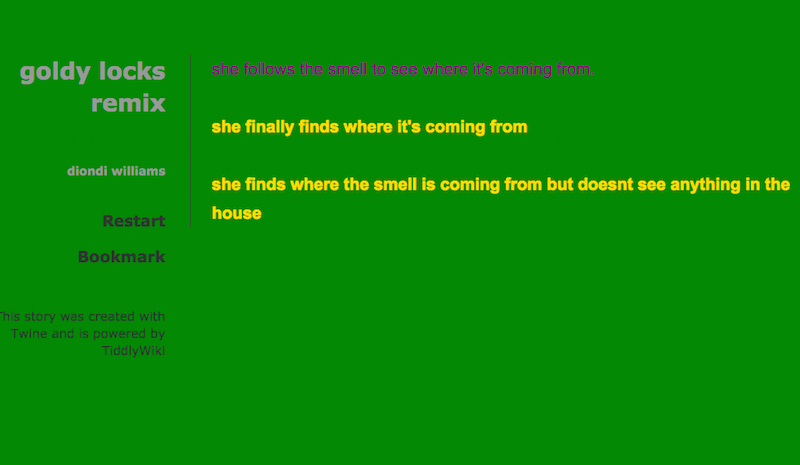 goldy locks
remix
diondi williams
Restart
Bookmark
This story was created with
Twine and is powered by
TiddlyWiki
she follows the smell to see where it's coming from.
she finally finds where it's coming from
she finds where the smell is coming from but doesnt see anything in the
house